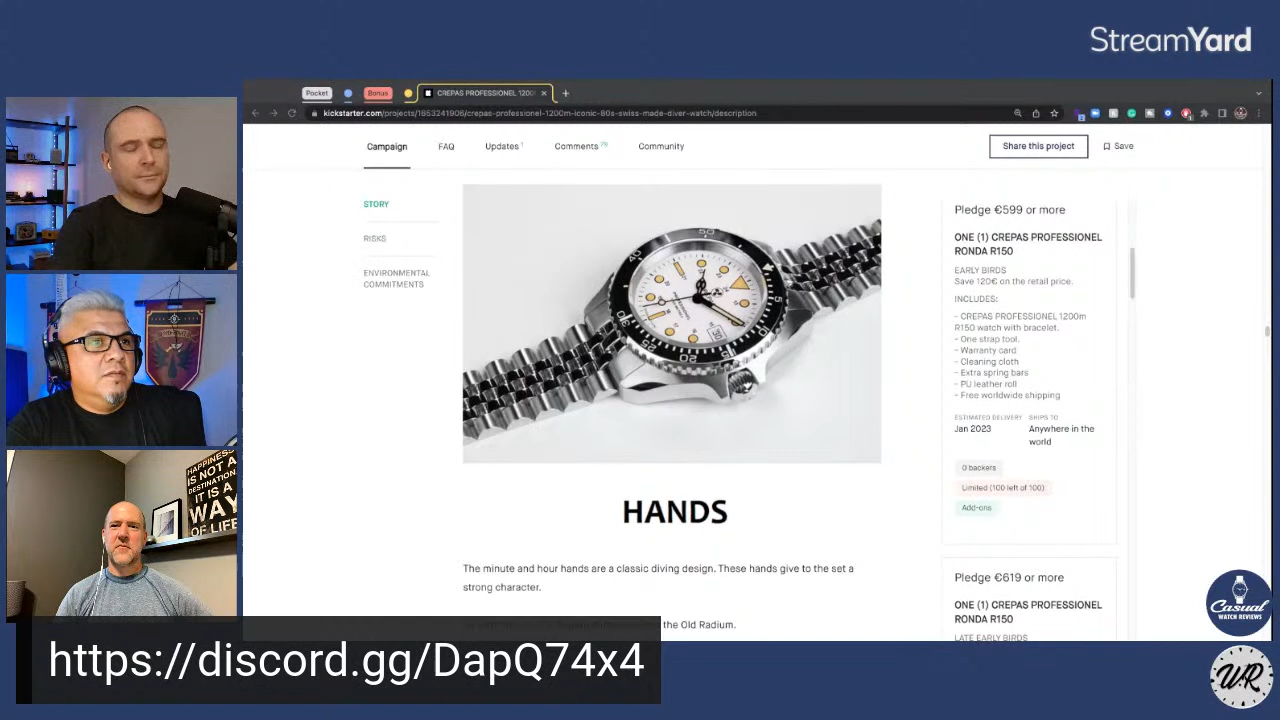 StreamYard
Pocket
Bonus
CREPAS PROFESSIONEL 1200
kickstarter.com/projects/1653241906/crepas-professionel-1200m-iconic-80s-swiss-made-diver-watch/description
Campaign
FAQ
Updates 1
Comments 79
Community
Share this project
Save
STORY
RISKS
ENVIRONMENTAL
COMMITMENTS
HANDS
The minute and hour hands are a classic diving design. These hands give to the set a
strong character.
the Old Radium.
Pledge €599 or more
ONE (1) CREPAS PROFESSIONEL
RONDA R150
EARLY BIRDS
Save 120€ on the retail price.
INCLUDES:
- CREPAS PROFESSIONEL 1200m
R150 watch with bracelet.
- One strap tool.
- Warranty card
- Cleaning cloth
- Extra spring bars
- PU leather roll
- Free worldwide shipping
ESTIMATED DELIVERY
Jan 2023
SHIPS TO
Anywhere in the
world
0 backers
Limited (100 left of 100)
Add-ons
Pledge €619 or more
ONE (1) CREPAS PROFESSIONEL
RONDA R150
LATE EARLY BIRDS
HAPPINESS
IS NOT A
DESTINATION
IT IS A
WAY
OF LIFE
https://discord.gg/DapQ74x4
Casual
WATCH REVIEWS
W.R